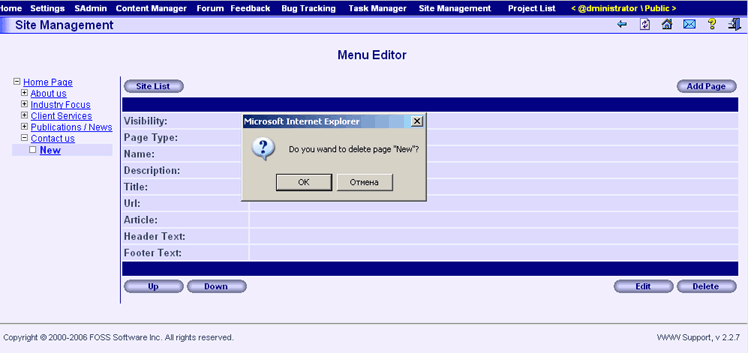 Home Settings SAdmin Content Manager Forum Feedback Bug Tracking Task Manager Site Management Project List < @dministrator \ Public >
Site Management
Menu Editor
Home Page
About us
Industry Focus
Client Services
Publications / News
Contact us
New
Site List Add Page
Visibility:
Page Type:
Name:
Description:
Title:
Url:
Article:
Header Text:
Footer Text:
Microsoft Internet Explorer
Do you wand to delete page "New"?
OK Отмена
Up Down Edit Delete
Copyright © 2000-2006 FOSS Software Inc. All rights reserved. WWW Support, v 2.2.7